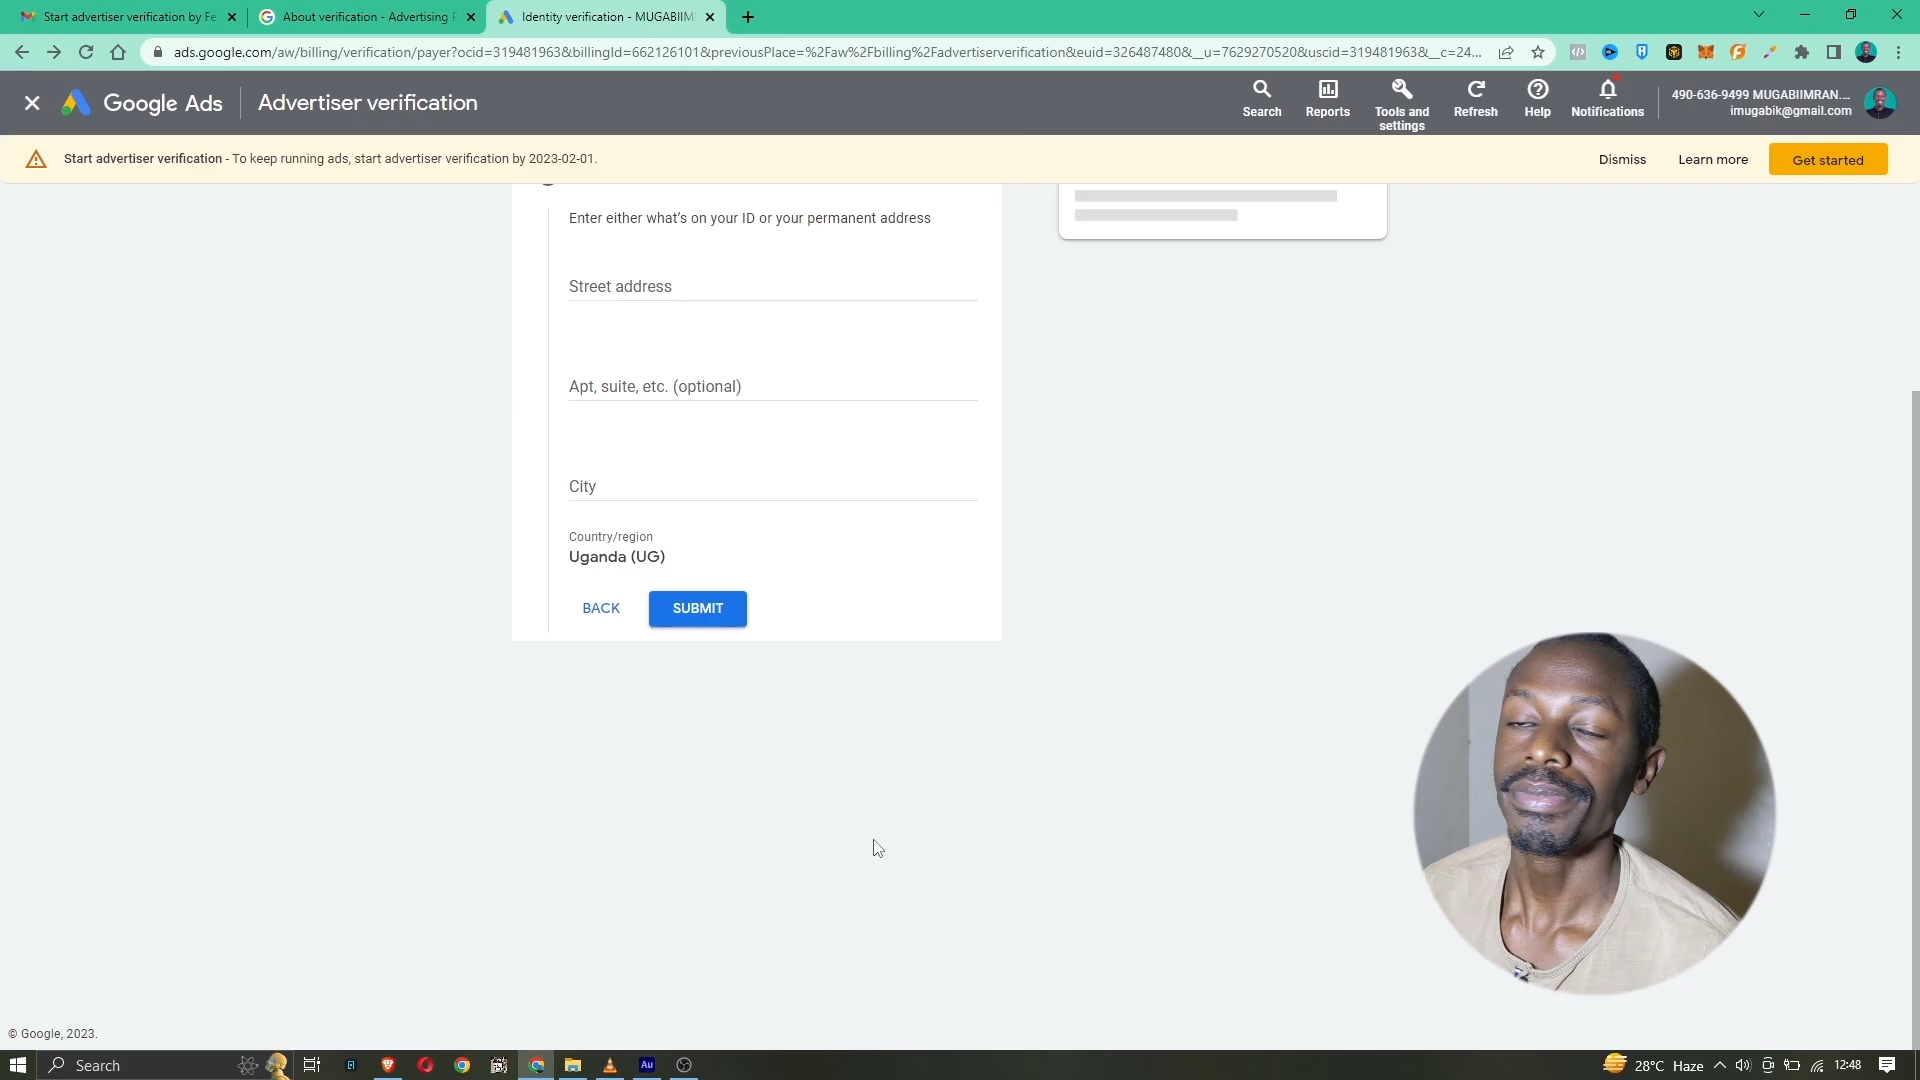 Start advertiser verification by Fe
About verification - Advertising P
Identity verification - MUGABIIM
ads.google.com/aw/billing/verification/payer?ocid=319481963&billingId=662126101&previousPlace=%2Faw%2Fbilling%2Fadvertiserverification&euid=326487480&__u=7629270520&uscid=319481963&__c=24...
Google Ads
Advertiser verification
Search
Reports
Tools and
settings
Refresh
Help
Notifications
490-636-9499 MUGABIIMRAN....
imugabik@gmail.com
Start advertiser verification - To keep running ads, start advertiser verification by 2023-02-01.
Dismiss
Learn more
Get started
Enter either what’s on your ID or your permanent address
Street address
Apt, suite, etc. (optional)
City
Country/region
Uganda (UG)
BACK
SUBMIT
© Google, 2023.
Search
Au
28°C Haze
12:48